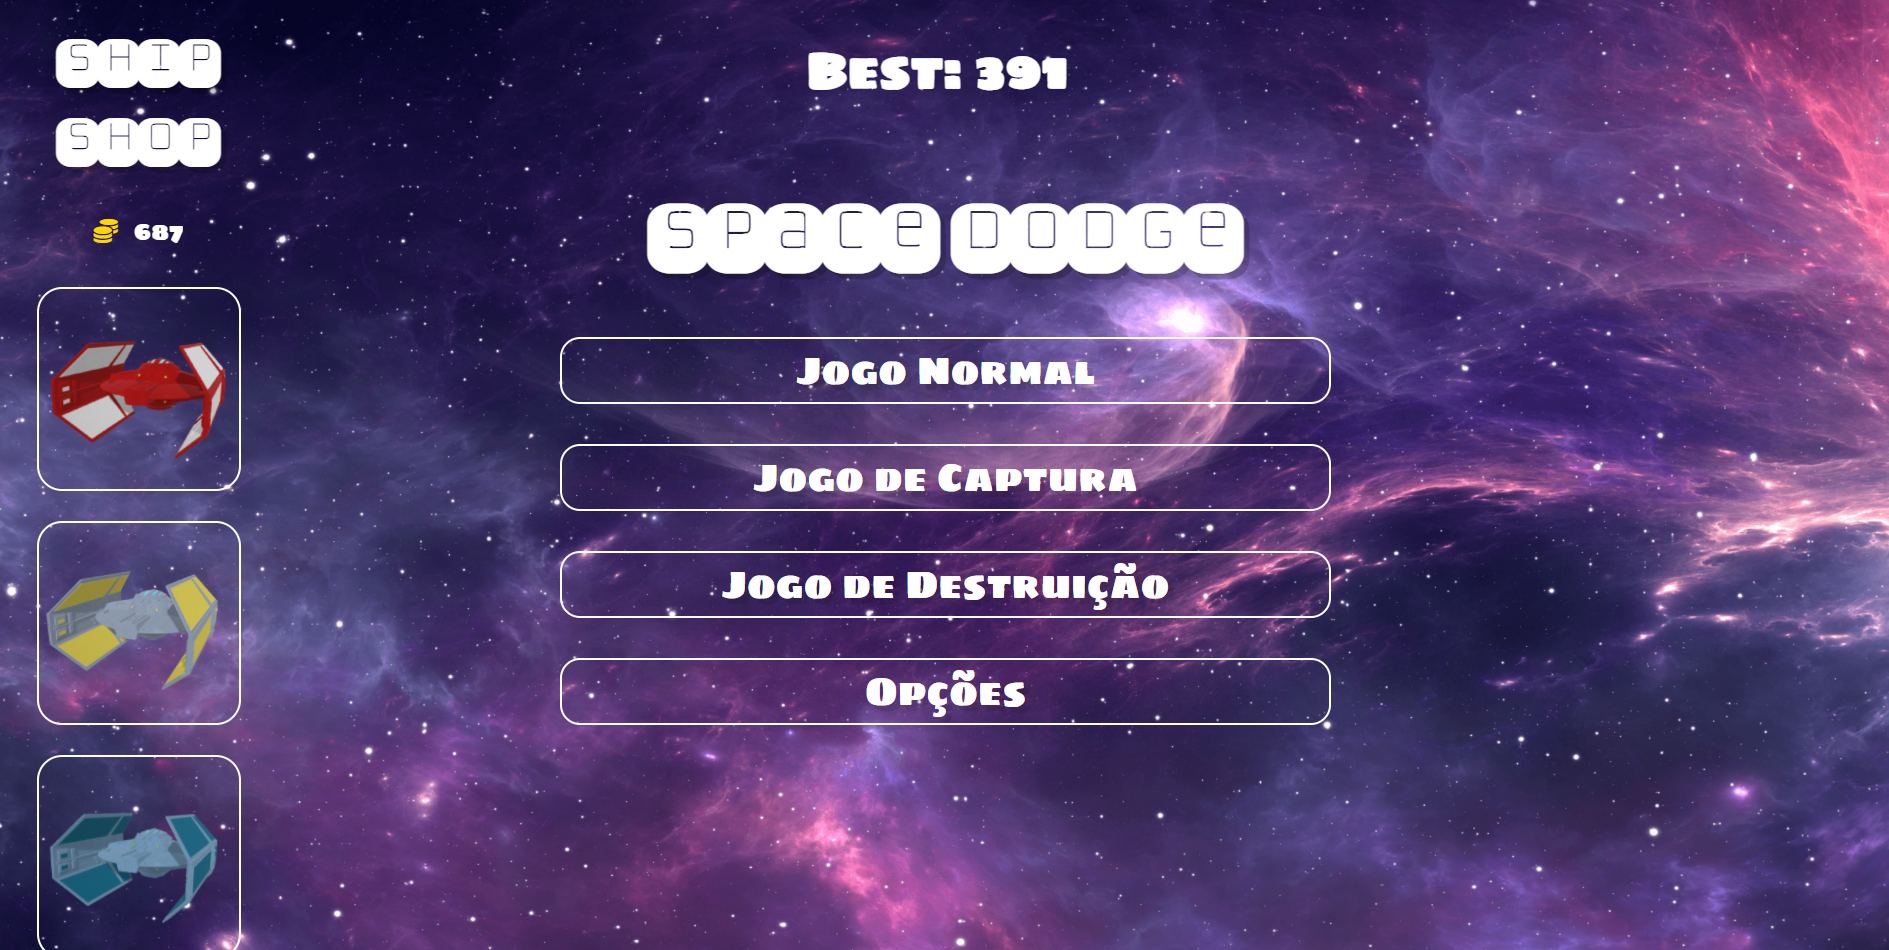 SHIP
SHOP
687
Best: 391
Space Dodge
Jogo Normal
Jogo de Captura
Jogo de Destruição
Opções